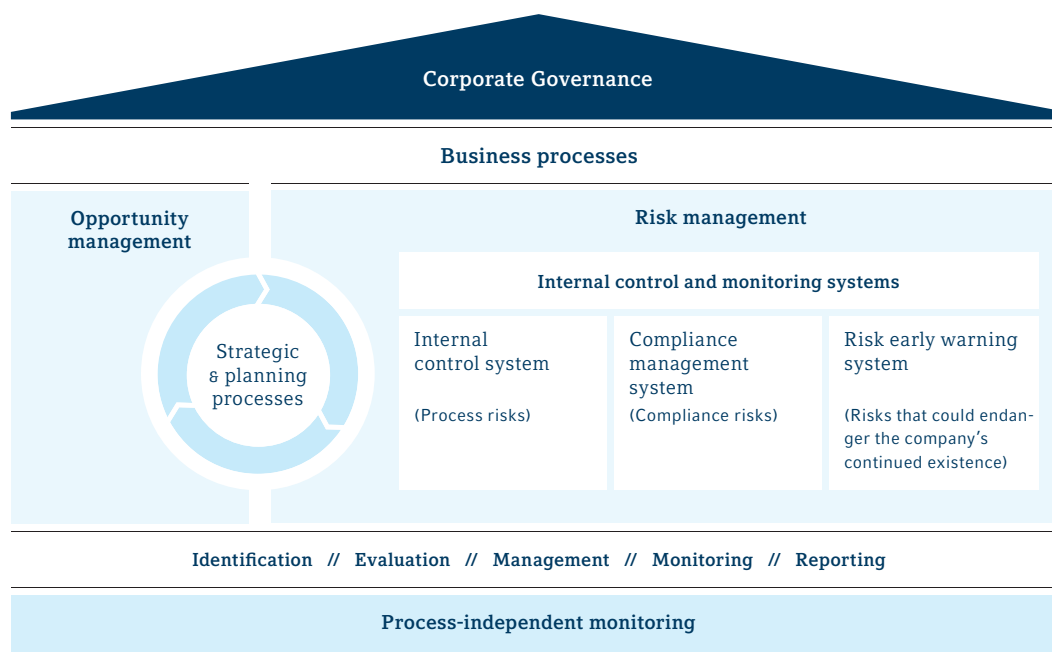 Corporate Governance
Business processes
Opportunity
management
Risk management
Internal control and monitoring systems
Strategic
& planning
processes
Internal
control system
(Process risks)
Compliance
management
system
(Compliance risks)
Risk early warning
system
(Risks that could endan-
ger the company’s
continued existence)
Identification // Evaluation // Management // Monitoring // Reporting
Process-independent monitoring